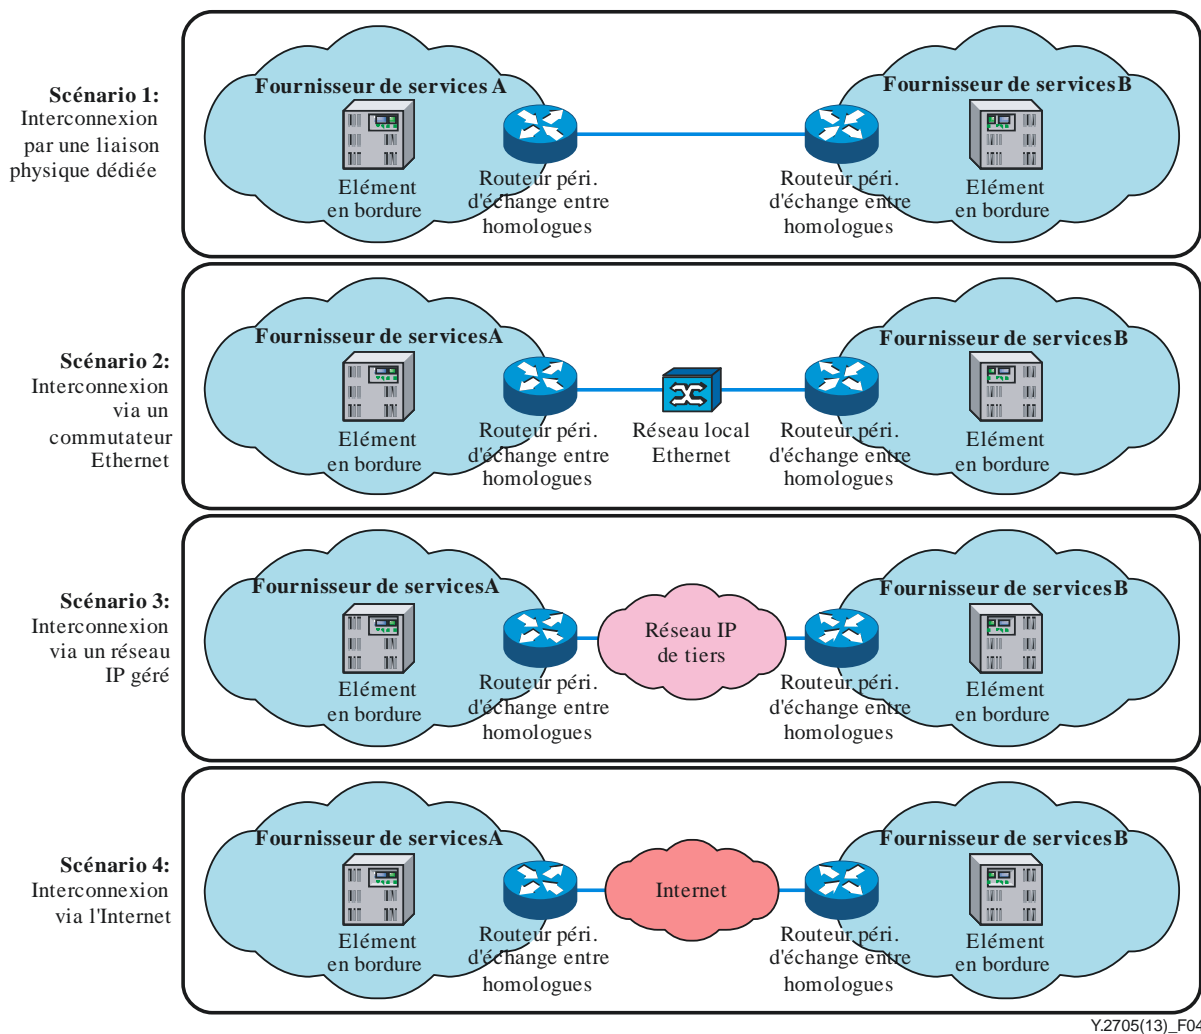 Scénario 1:
Interconnexion
par une liaison
physique dédiée
Fournisseur de services A
Elément
en bordure
Routeur péri.
d'échange entre
homologues
Routeur péri.
d'échange entre
homologues
Fournisseur de services B
Elément
en bordure
Scénario 2:
Interconnexion
via un
commutateur
Ethernet
Fournisseur de services A
Elément
en bordure
Routeur péri.
d'échange entre
homologues
Réseau local
Ethernet
Routeur péri.
d'échange entre
homologues
Fournisseur de services B
Elément
en bordure
Scénario 3:
Interconnexion
via un réseau
IP géré
Fournisseur de services A
Elément
en bordure
Routeur péri.
d'échange entre
homologues
Réseau IP
de tiers
Routeur péri.
d'échange entre
homologues
Fournisseur de services B
Elément
en bordure
Scénario 4:
Interconnexion
via l'Internet
Fournisseur de services A
Elément
en bordure
Routeur péri.
d'échange entre
homologues
Internet
Routeur péri.
d'échange entre
homologues
Fournisseur de services B
Elément
en bordure
Y.2705(13)_F04